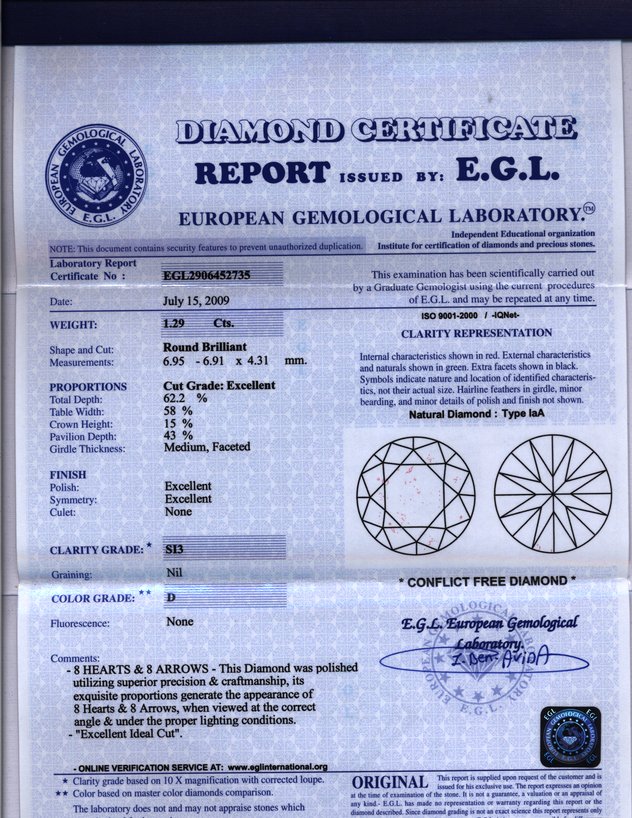 DIAMOND CERTIFICATE
EUROPEAN GEMOLOGICAL LABORATORY
E.G.L.
REPORT ISSUED BY: E.G.L.
EUROPEAN GEMOLOGICAL LABORATORY.™
Independent Educational organization
NOTE: This document contains security features to prevent unauthorized duplication.
Institute for certification of diamonds and precious stones.
Laboratory Report
Certificate No : EGL2906452735
Date: July 15, 2009
WEIGHT: 1.29 Cts.
Shape and Cut: Round Brilliant
Measurements: 6.95 - 6.91 x 4.31 mm.
PROPORTIONS Cut Grade: Excellent
Total Depth: 62.2 %
Table Width: 58 %
Crown Height: 15 %
Pavilion Depth: 43 %
Girdle Thickness: Medium, Faceted
FINISH
Polish: Excellent
Symmetry: Excellent
Culet: None
CLARITY GRADE: * SI3
Graining: Nil
COLOR GRADE: ** D
Fluorescence: None
Comments:
- 8 HEARTS & 8 ARROWS - This Diamond was polished
utilizing superior precision & craftmanship, its
exquisite proportions generate the appearance of
8 Hearts & 8 Arrows, when viewed at the correct
angle & under the proper lighting conditions.
- "Excellent Ideal Cut".
- ONLINE VERIFICATION SERVICE AT: www.eglinternational.org
* Clarity grade based on 10 X magnification with corrected loupe.
** Color based on master color diamonds comparison.
The laboratory does not and may not appraise stones which
This examination has been scientifically carried out
by a Graduate Gemologist using the current procedures
of E.G.L. and may be repeated at any time.
ISO 9001-2000 / -IQNet-
CLARITY REPRESENTATION
Internal characteristics shown in red. External characteristics
and naturals shown in green. Extra facets shown in black.
Symbols indicate nature and location of identified characteris-
tics, not their actual size. Hairline feathers in girdle, minor
bearding, and minor details of polish and finish not shown.
Natural Diamond : Type IaA
* CONFLICT FREE DIAMOND *
E.G.L. European Gemological
Laboratory.
I. Ben-AviDA
E.G.L.
EGL EGL
ORIGINAL This report is supplied upon request of the customer and is
issued for his exclusive use. The report expresses an opinion
at the time of examination of the stone. It is not a guarantee, a valuation or an appraisal of
any kind.- E.G.L. has made no representation or warranty regarding this report or the
diamond described. Since diamond grading is not an exact science this report represents only